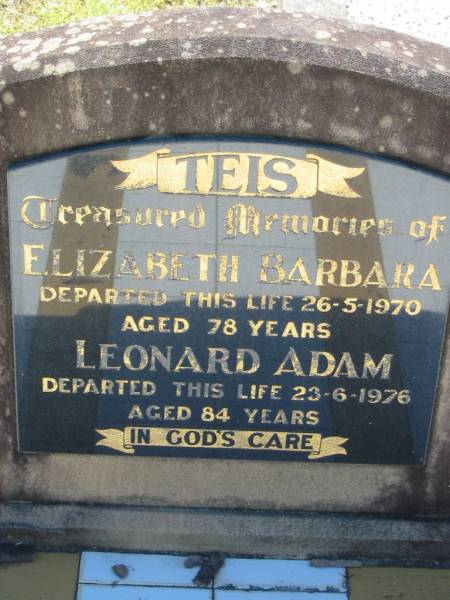 TEIS
Treasured Memories of
ELIZABETH BARBARA
DEPARTED THIS LIFE 26-5-1970
AGED 78 YEARS
LEONARD ADAM
DEPARTED THIS LIFE 23-6-1976
AGED 84 YEARS
IN GOD'S CARE